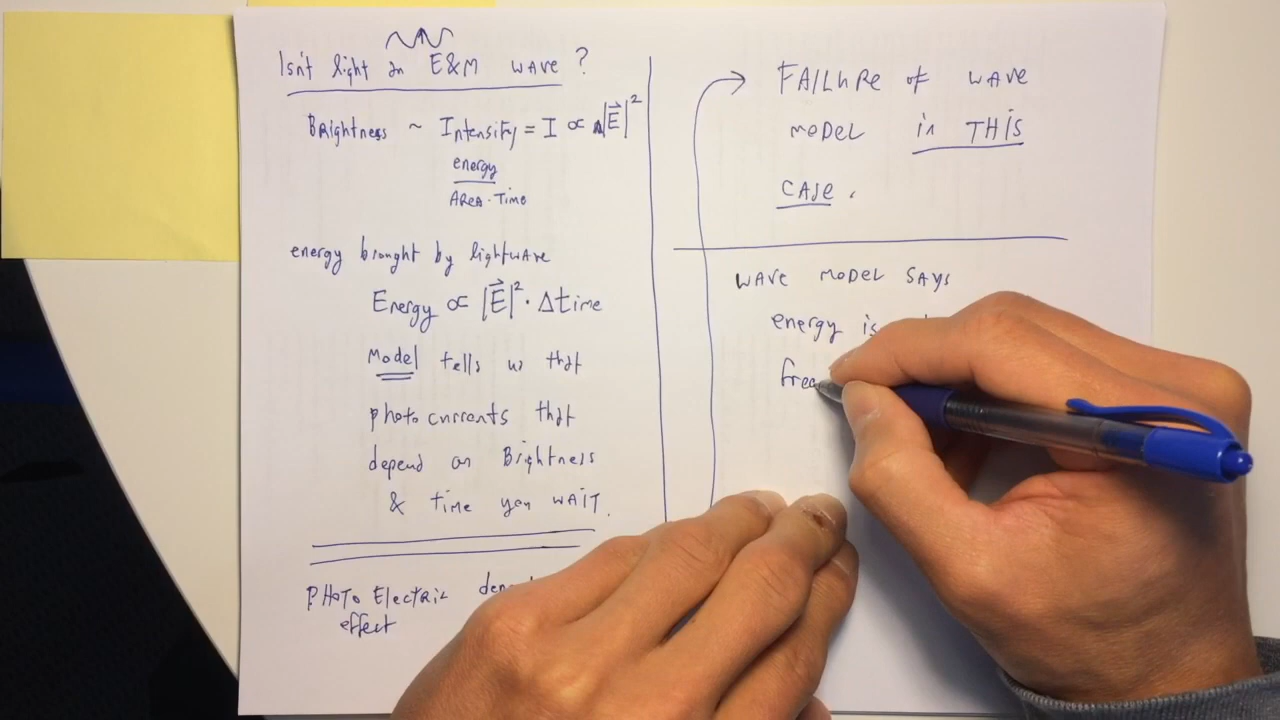 Isn't light an E&M wave ?
Brightness ~ Intensity = I ∝ |E⃗|²
energy
Area · Time
energy brought by lightwave
Energy ∝ |E⃗|² · Δtime
Model tells us that
photocurrents that
depend on Brightness
& time you WAIT.
PHoTo Electric
effect
FAILuRe of wave
moDeL in THiS
CASe .
wave moDeL SAYs
energy is